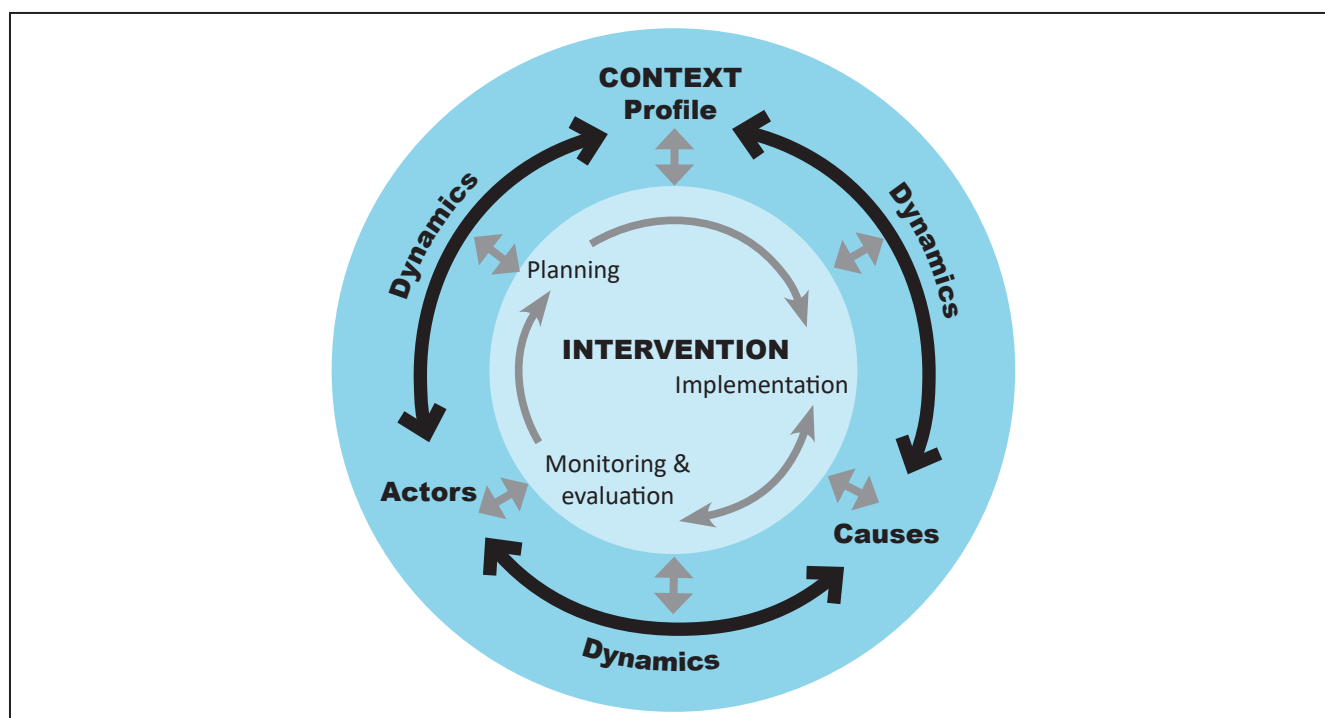 CONTEXT
Profile
Dynamics
Dynamics
Planning
INTERVENTION
Implementation
Monitoring &
evaluation
Actors
Causes
Dynamics